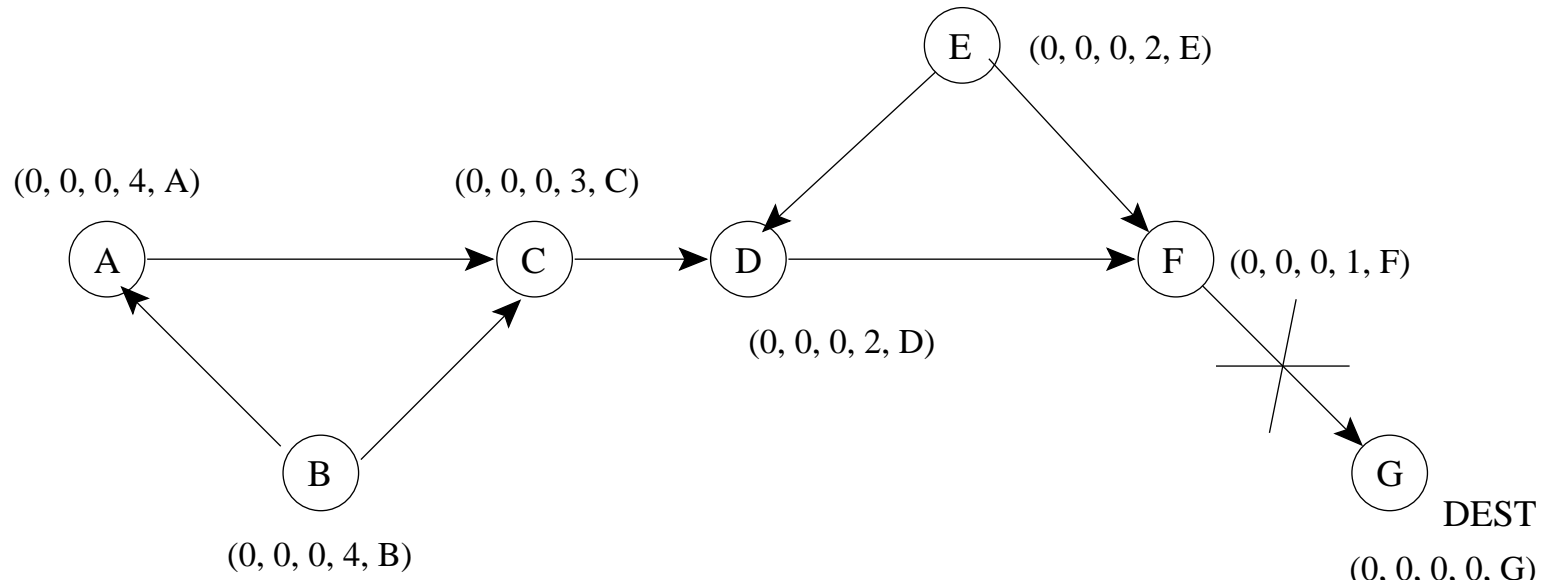 E
(0, 0, 0, 2, E)
(0, 0, 0, 4, A)
(0, 0, 0, 3, C)
A
C
D
F
(0, 0, 0, 1, F)
(0, 0, 0, 2, D)
B
G
DEST
(0, 0, 0, 4, B)
(0, 0, 0, 0, G)